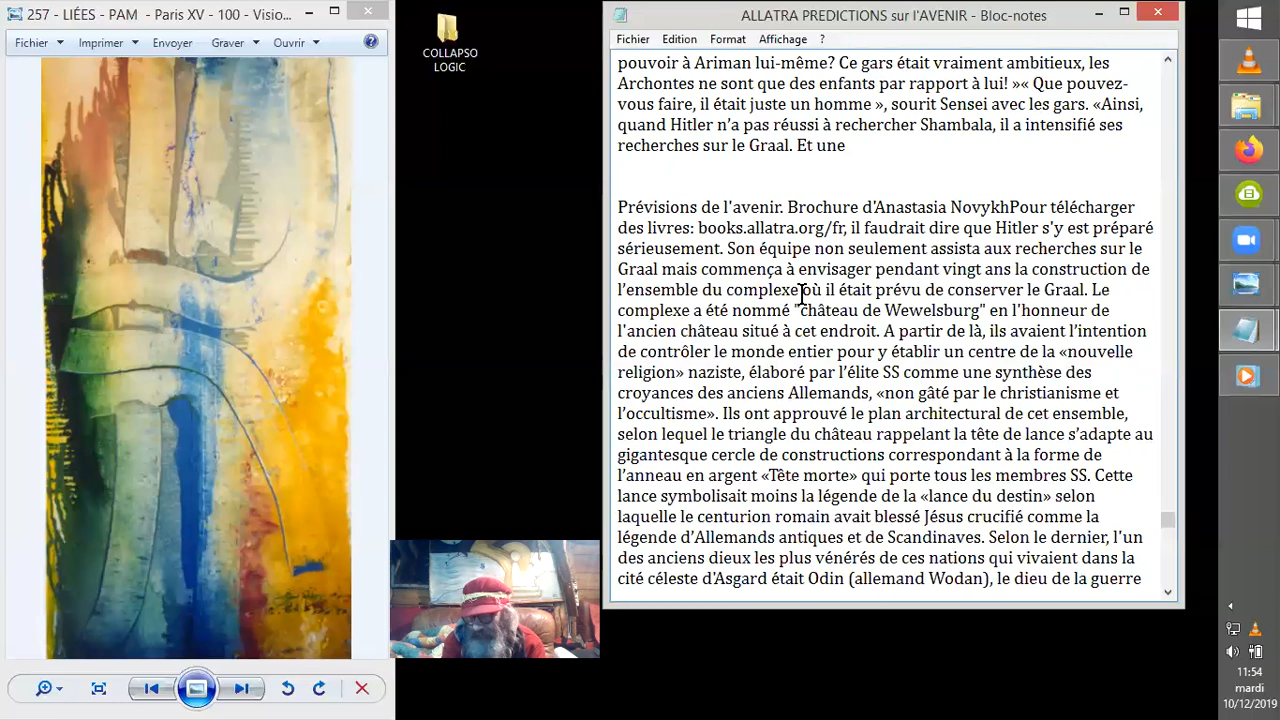 257 - LIÉES - PAM - Paris XV - 100 - Visio...
Fichier
Imprimer
Envoyer
Graver
Ouvrir
COLLAPSO
LOGIC
ALLATRA PREDICTIONS sur l'AVENIR - Bloc-notes
Fichier
Edition
Format
Affichage
?
pouvoir à Ariman lui-même? Ce gars était vraiment ambitieux, les
Archontes ne sont que des enfants par rapport à lui! »« Que pouvez-
vous faire, il était juste un homme », sourit Sensei avec les gars. «Ainsi,
quand Hitler n’a pas réussi à rechercher Shambala, il a intensifié ses
recherches sur le Graal. Et une
Prévisions de l'avenir. Brochure d'Anastasia NovykhPour télécharger
des livres: books.allatra.org/fr, il faudrait dire que Hitler s'y est préparé
sérieusement. Son équipe non seulement assista aux recherches sur le
Graal mais commença à envisager pendant vingt ans la construction de
l’ensemble du complexe où il était prévu de conserver le Graal. Le
complexe a été nommé "château de Wewelsburg" en l'honneur de
l'ancien château situé à cet endroit. A partir de là, ils avaient l’intention
de contrôler le monde entier pour y établir un centre de la «nouvelle
religion» naziste, élaboré par l’élite SS comme une synthèse des
croyances des anciens Allemands, «non gâté par le christianisme et
l’occultisme». Ils ont approuvé le plan architectural de cet ensemble,
selon lequel le triangle du château rappelant la tête de lance s’adapte au
gigantesque cercle de constructions correspondant à la forme de
l’anneau en argent «Tête morte» qui porte tous les membres SS. Cette
lance symbolisait moins la légende de la «lance du destin» selon
laquelle le centurion romain avait blessé Jésus crucifié comme la
légende d’Allemands antiques et de Scandinaves. Selon le dernier, l’un
des anciens dieux les plus vénérés de ces nations qui vivaient dans la
cité céleste d'Asgard était Odin (allemand Wodan), le dieu de la guerre
11:54
mardi
10/12/2019